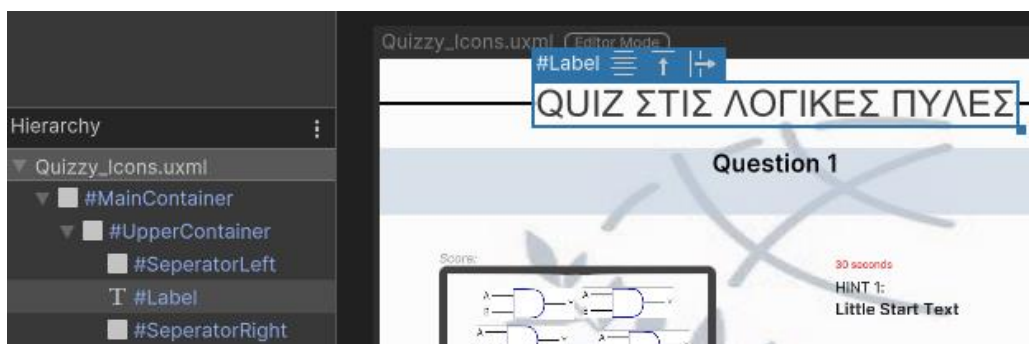 Quizzy_Icons.uxml Editor Mode
#Label
QUIZ ΣΤΙΣ ΛΟΓΙΚΕΣ ΠΥΛΕΣ
Hierarchy
Quizzy_Icons.uxml
#MainContainer
#UpperContainer
#SeperatorLeft
T #Label
#SeperatorRight
Question 1
Score:
30 seconds
HINT 1:
Little Start Text
A
B
Y
A
B
Y
A
Y
A
Y